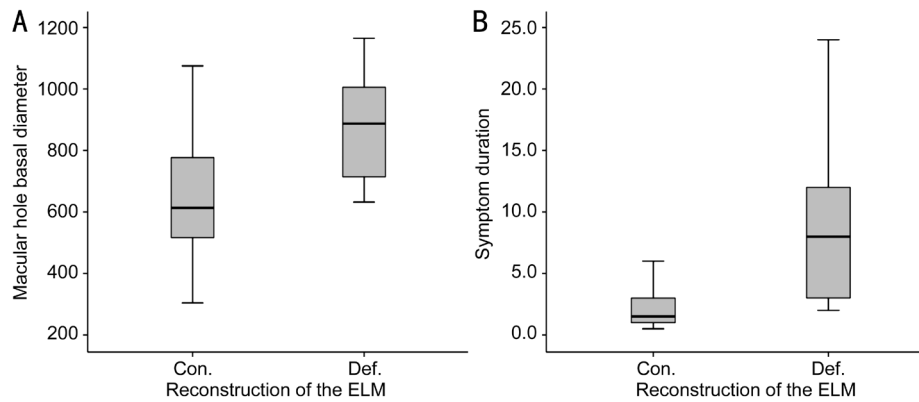 A
Macular hole basal diameter
1200
1000
800
600
400
200
Con.
Def.
Reconstruction of the ELM
B
Symptom duration
25.0
20.0
15.0
10.0
5.0
0.0
Con.
Def.
Reconstruction of the ELM